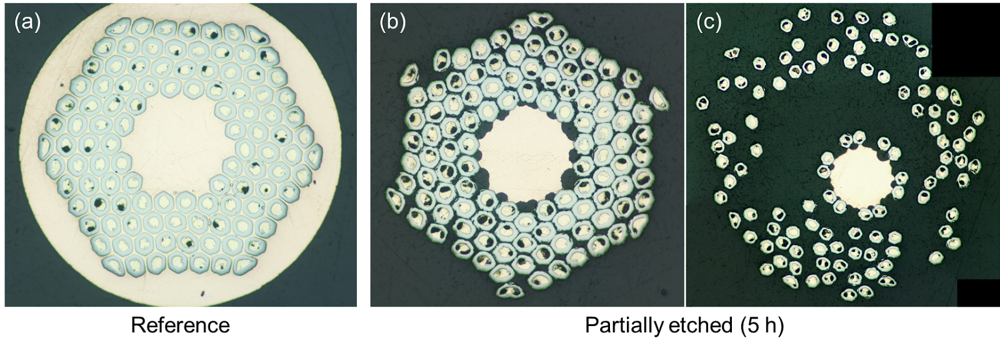 (a)
(b)
(c)
Reference
Partially etched (5 h)